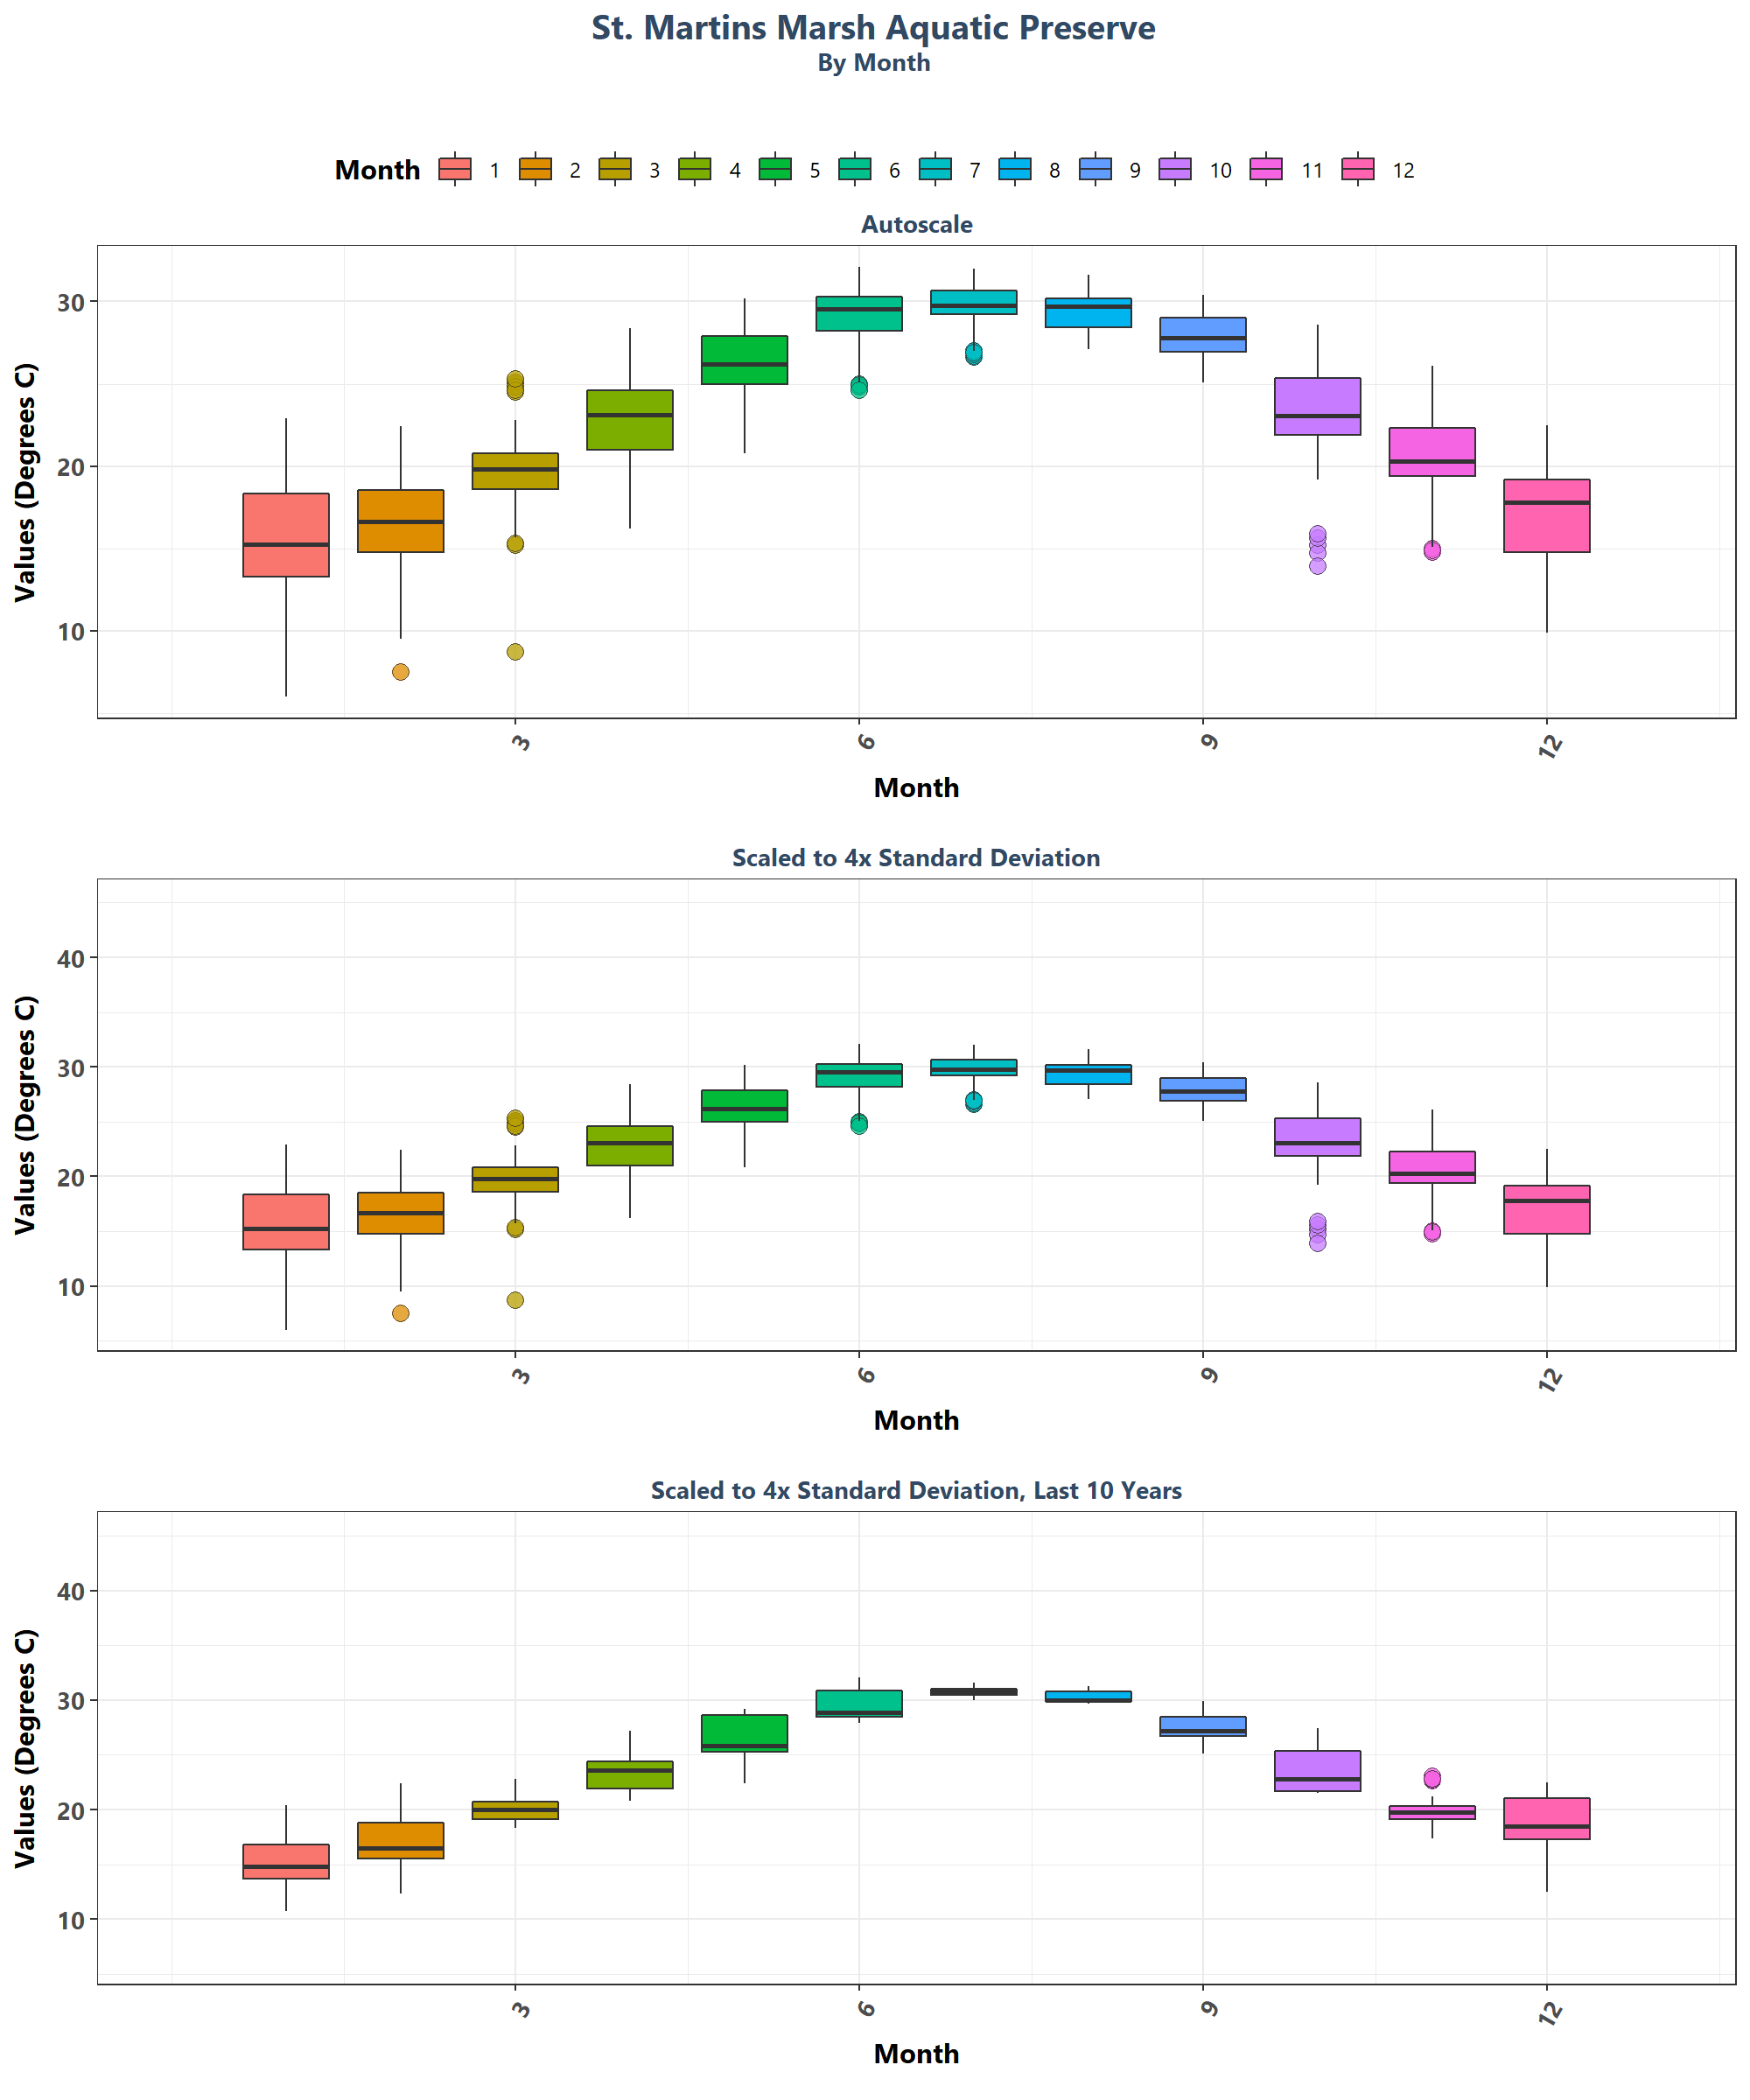 St. Martins Marsh Aquatic Preserve
By Month
Month 1 2 3 4 5 6 7 8 9 10 11 12
Autoscale
Values (Degrees C)
30
20
10
3 6 9 12
Month
Scaled to 4x Standard Deviation
Values (Degrees C)
40
30
20
10
3 6 9 12
Month
Scaled to 4x Standard Deviation, Last 10 Years
Values (Degrees C)
40
30
20
10
3 6 9 12
Month